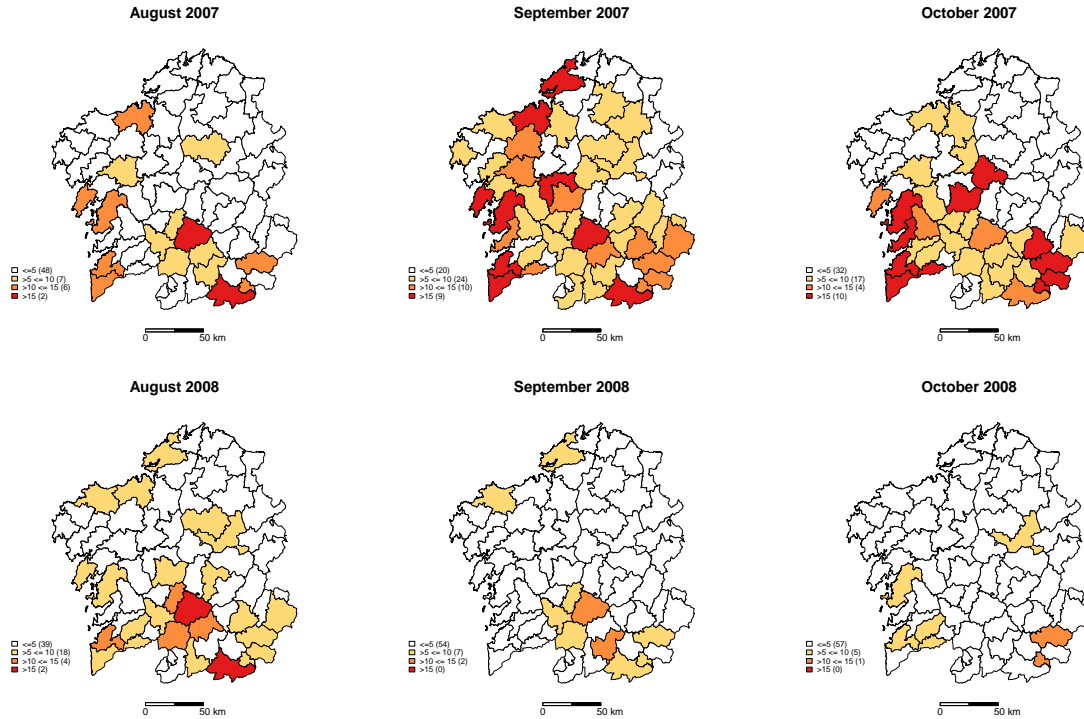 August 2007
September 2007
October 2007
<=5 (48)
>5 <= 10 (7)
>10 <= 15 (6)
>15 (2)
0 50 km
<=5 (20)
>5 <= 10 (24)
>10 <= 15 (10)
>15 (9)
0 50 km
<=5 (32)
>5 <= 10 (17)
>10 <= 15 (4)
>15 (10)
0 50 km
August 2008
September 2008
October 2008
<=5 (39)
>5 <= 10 (18)
>10 <= 15 (4)
>15 (2)
0 50 km
<=5 (54)
>5 <= 10 (7)
>10 <= 15 (2)
>15 (0)
0 50 km
<=5 (57)
>5 <= 10 (5)
>10 <= 15 (1)
>15 (0)
0 50 km